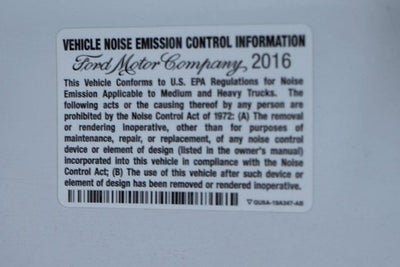 VEHICLE NOISE EMISSION CONTROL INFORMATION
Ford Motor Company 2016
This Vehicle Conforms to U.S. EPA Regulations for Noise
Emission Applicable to Medium and Heavy Trucks. The
following acts or the causing thereof by any person are
prohibited by the Noise Control Act of 1972: (A) The removal
or rendering inoperative, other than for purposes of
maintenance, repair, or replacement, of any noise control
device or element of design (listed in the owner's manual)
incorporated into this vehicle in compliance with the Noise
Control Act; (B) The use of this vehicle after such device or
element of design has been removed or rendered inoperative.